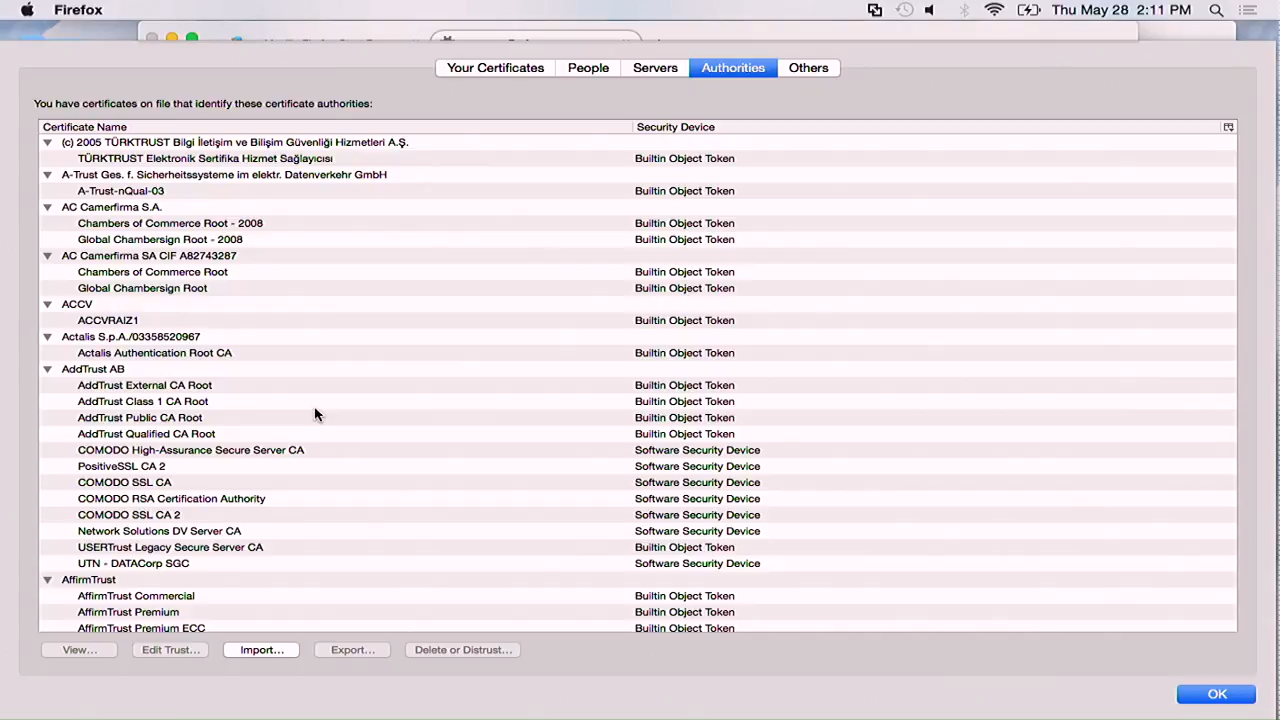 Firefox
Thu May 28 2:11 PM
Your Certificates People Servers Authorities Others
You have certificates on file that identify these certificate authorities:
Certificate Name Security Device
(c) 2005 TÜRKTRUST Bilgi İletişim ve Bilişim Güvenliği Hizmetleri A.Ş.
TÜRKTRUST Elektronik Sertifika Hizmet Sağlayıcısı Builtin Object Token
A-Trust Ges. f. Sicherheitssysteme im elektr. Datenverkehr GmbH
A-Trust-nQual-03 Builtin Object Token
AC Camerfirma S.A.
Chambers of Commerce Root - 2008 Builtin Object Token
Global Chambersign Root - 2008 Builtin Object Token
AC Camerfirma SA CIF A82743287
Chambers of Commerce Root Builtin Object Token
Global Chambersign Root Builtin Object Token
ACCV
ACCVRAIZ1 Builtin Object Token
Actalis S.p.A./03358520967
Actalis Authentication Root CA Builtin Object Token
AddTrust AB
AddTrust External CA Root Builtin Object Token
AddTrust Class 1 CA Root Builtin Object Token
AddTrust Public CA Root Builtin Object Token
AddTrust Qualified CA Root Builtin Object Token
COMODO High-Assurance Secure Server CA Software Security Device
PositiveSSL CA 2 Software Security Device
COMODO SSL CA Software Security Device
COMODO RSA Certification Authority Software Security Device
COMODO SSL CA 2 Software Security Device
Network Solutions DV Server CA Software Security Device
USERTrust Legacy Secure Server CA Builtin Object Token
UTN - DATACorp SGC Software Security Device
AffirmTrust
AffirmTrust Commercial Builtin Object Token
AffirmTrust Premium Builtin Object Token
AffirmTrust Premium ECC Builtin Object Token
View... Edit Trust... Import... Export... Delete or Distrust...
OK